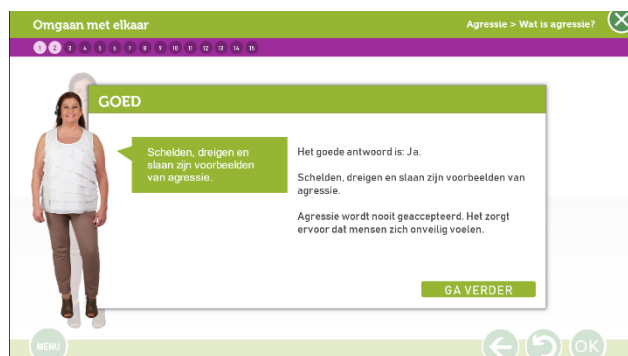 Omgaan met elkaar
Agressie > Wat is agressie?
1 2 3 4 5 6 7 8 9 10 11 12 13 14 15
GOED
Schelden, dreigen en
slaan zijn voorbeelden
van agressie.
Het goede antwoord is: Ja.
Schelden, dreigen en slaan zijn voorbeelden van
agressie.
Agressie wordt nooit geaccepteerd. Het zorgt
ervoor dat mensen zich onveilig voelen.
GA VERDER
MENU
OK